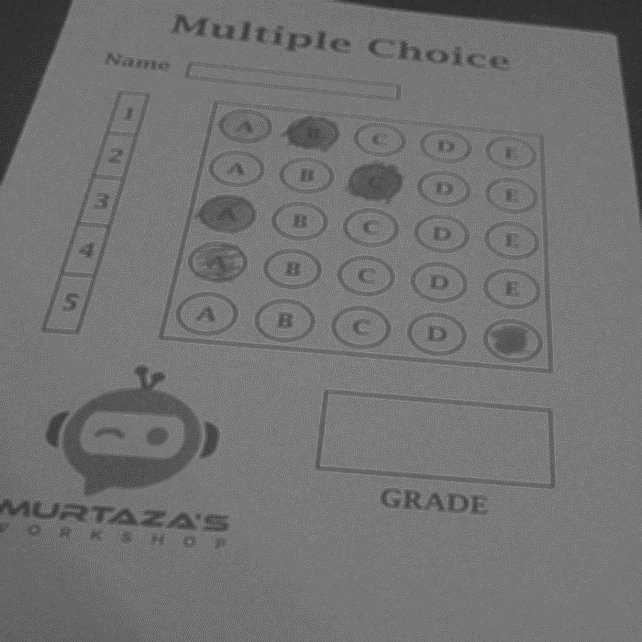 Multiple Choice
Name
1 A B C D E
2 A B C D E
3 A B C D E
4 A B C D E
5 A B C D
GRADE
MURTAZA'S
WORKSHOP